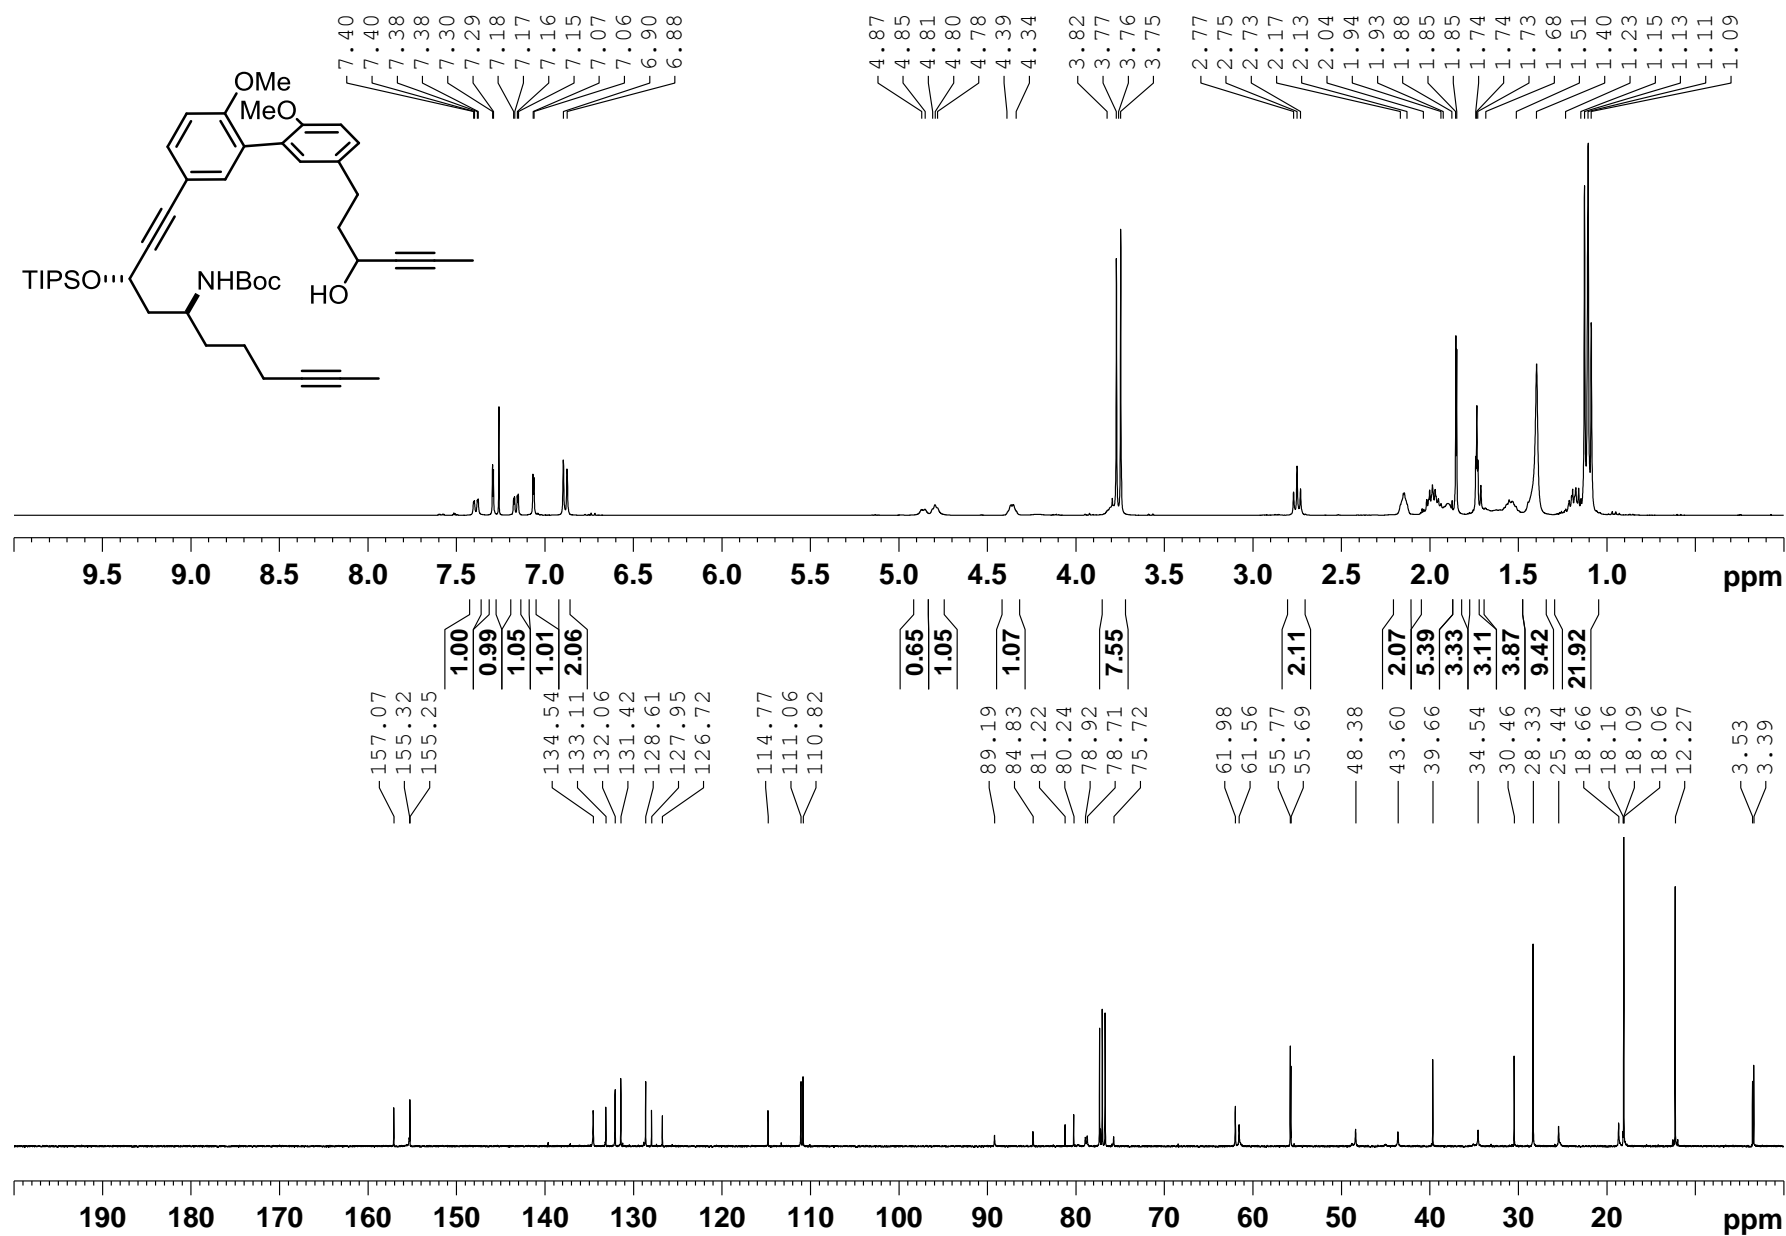 7.40 7.40 7.38 7.38 7.30 7.29 7.18 7.17 7.16 7.15 7.07 7.06 6.90 6.88
4.87 4.85 4.81 4.80 4.78 4.39 4.34 3.82 3.77 3.76 3.75
2.77 2.75 2.73 2.17 2.13 2.04 1.94 1.93 1.88 1.85 1.85 1.74 1.74 1.73 1.68 1.51 1.40 1.23 1.15 1.13 1.11 1.09
OMe
MeO
TIPSO
NHBoc
HO
9.5 9.0 8.5 8.0 7.5 7.0 6.5 6.0 5.5 5.0 4.5 4.0 3.5 3.0 2.5 2.0 1.5 1.0 ppm
1.00 0.99 1.05 1.01 2.06 0.65 1.05 1.07 7.55 2.11 2.07 5.39 3.33 3.11 3.87 9.42 21.92
157.07 155.32 155.25 134.54 133.11 132.06 131.42 128.61 127.95 126.72 114.77 111.06 110.82
89.19 84.83 81.22 80.24 78.92 78.71 75.72 61.98 61.56 55.77 55.69 48.38 43.60 39.66 34.54 30.46 28.33 25.44 18.66 18.16 18.09 18.06 12.27 3.53 3.39
190 180 170 160 150 140 130 120 110 100 90 80 70 60 50 40 30 20 ppm